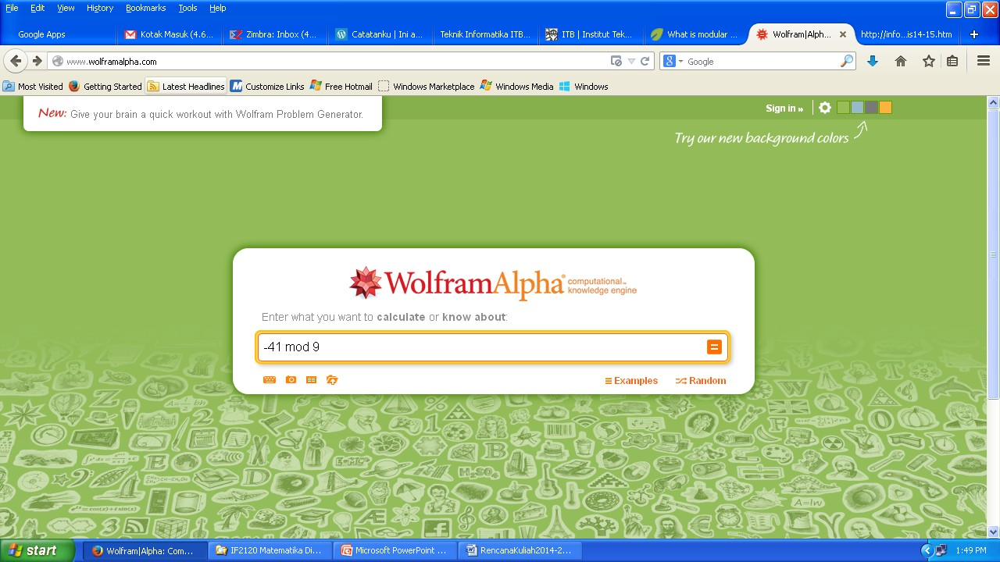 File Edit View History Bookmarks Tools Help
Google Apps Kotak Masuk (4.6... Zimbra: Inbox (4... Catatanku | Ini a... Teknik Informatika ITB... ITB | Institut Tek... What is modular ... Wolfram|Alph... http://info...is14-15.htm
www.wolframalpha.com Google
Most Visited Getting Started Latest Headlines Customize Links Free Hotmail Windows Marketplace Windows Media Windows
New: Give your brain a quick workout with Wolfram Problem Generator.
Sign in »
Try our new background colors
WolframAlpha computational knowledge engine
Enter what you want to calculate or know about:
-41 mod 9
Examples Random
A=lw
H₂SO₄
start Wolfram|Alpha: Com... IF2120 Matematika Di... Microsoft PowerPoint ... RencanaKuliah2014-2... 1:49 PM